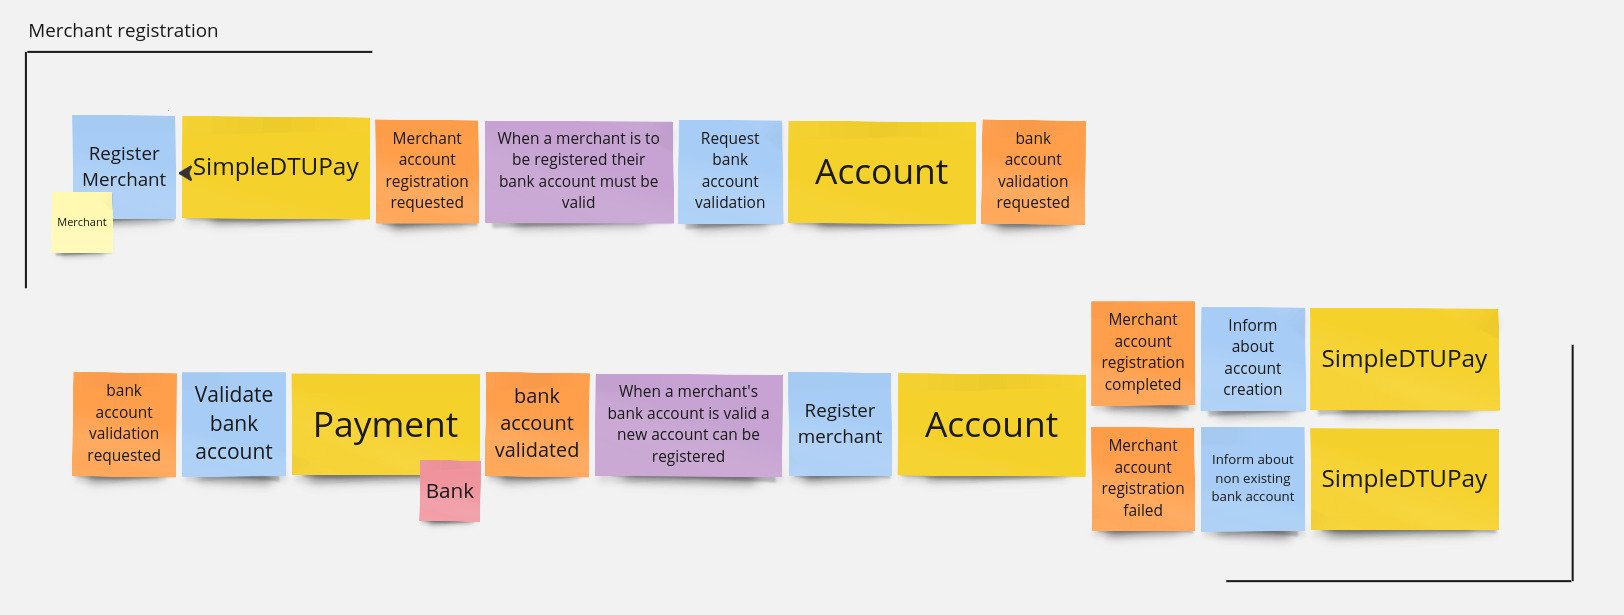 Merchant registration
Register
Merchant
Merchant
SimpleDTUPay
Merchant
account
registration
requested
When a merchant is to
be registered their
bank account must be
valid
Request
bank
account
validation
Account
bank
account
validation
requested
bank
account
validation
requested
Validate
bank
account
Payment
Bank
bank
account
validated
When a merchant's
bank account is valid a
new account can be
registered
Register
merchant
Account
Merchant
account
registration
completed
Inform
about
account
creation
SimpleDTUPay
Merchant
account
registration
failed
Inform about
non existing
bank account
SimpleDTUPay